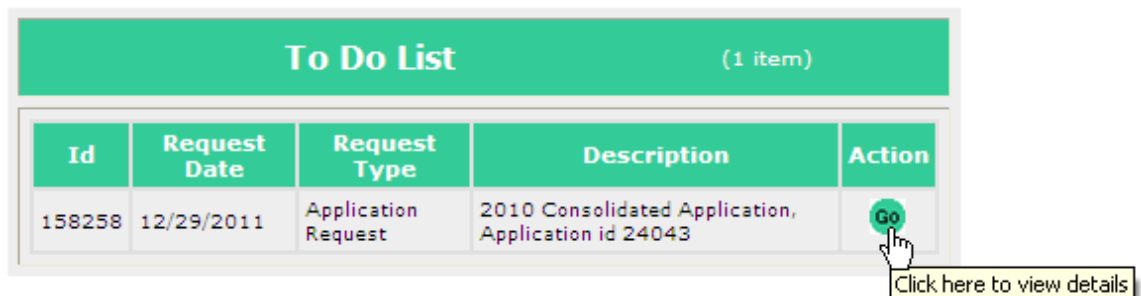 To Do List (1 item)
Id Request Date Request Type Description Action
158258 12/29/2011 Application Request 2010 Consolidated Application, Application id 24043 Go
Click here to view details